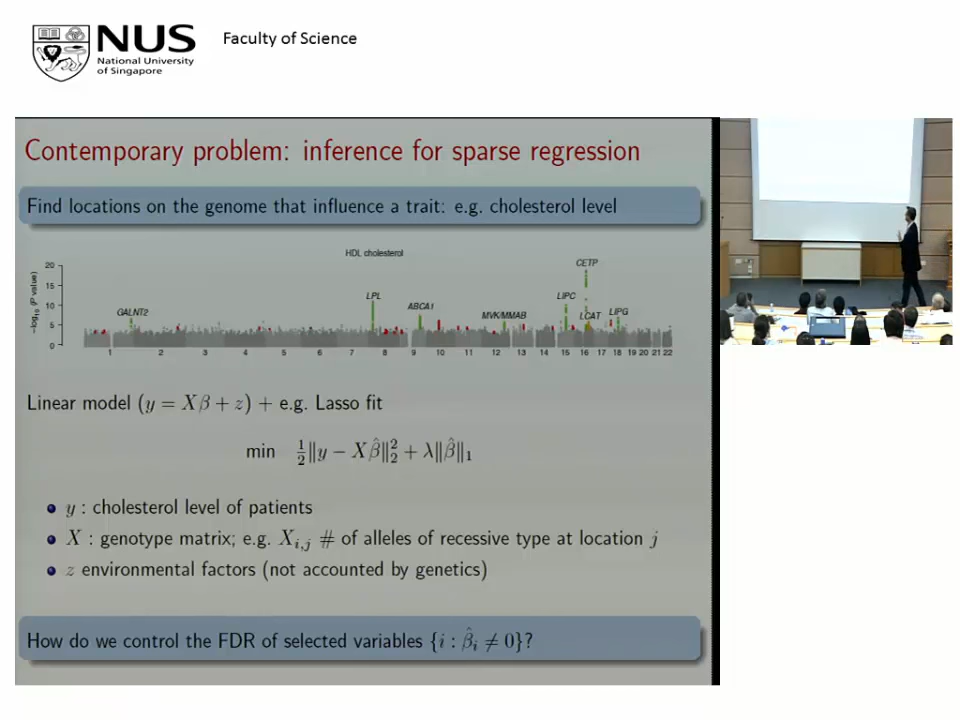 NUS
National University
of Singapore
Faculty of Science
Contemporary problem: inference for sparse regression
Find locations on the genome that influence a trait: e.g. cholesterol level
HDL cholesterol
−log₁₀ (P value)
20
15
10
5
0
GALNT2
LPL
ABCA1
MVK/MMAB
LIPC
CETP
LCAT
LIPG
1 2 3 4 5 6 7 8 9 10 11 12 13 14 15 16 17 18 19 20 21 22
Linear model (y = Xβ + z) + e.g. Lasso fit
min ½‖y − Xβ̂‖₂² + λ‖β̂‖₁
y : cholesterol level of patients
X : genotype matrix; e.g. Xᵢ,ⱼ # of alleles of recessive type at location j
z environmental factors (not accounted by genetics)
How do we control the FDR of selected variables {i : β̂ᵢ ≠ 0}?